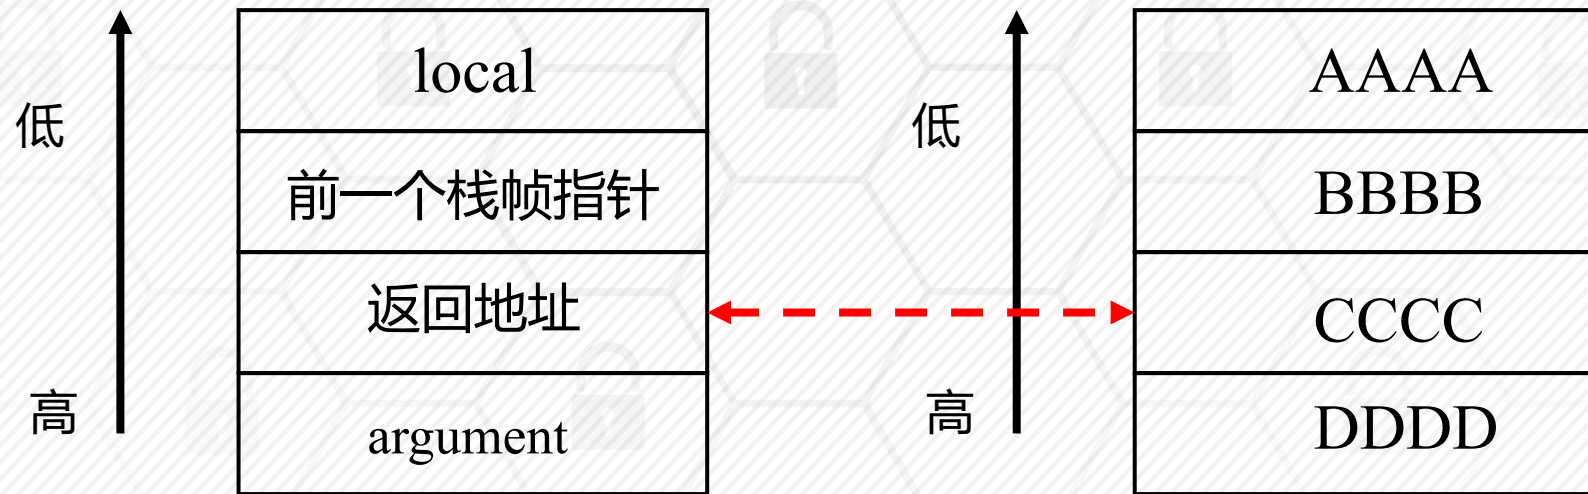 local
AAAA
低
低
前一个栈帧指针
BBBB
返回地址
CCCC
高
高
argument
DDDD